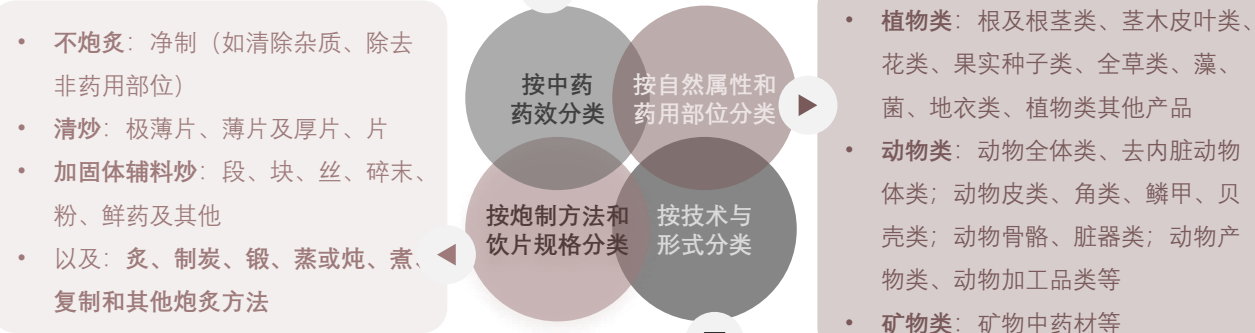 • 不炮炙：净制（如清除杂质、除去
非药用部位）
• 清炒：极薄片、薄片及厚片、片
• 加固体辅料炒：段、块、丝、碎末、
粉、鲜药及其他
• 以及：炙、制炭、锻、蒸或炖、煮、
复制和其他炮炙方法
按中药
药效分类
按自然属性和
药用部位分类
按炮制方法和
饮片规格分类
按技术与
形式分类
• 植物类：根及根茎类、茎木皮叶类、
花类、果实种子类、全草类、藻、
菌、地衣类、植物类其他产品
• 动物类：动物全体类、去内脏动物
体类；动物皮类、角类、鳞甲、贝
壳类；动物骨骼、脏器类；动物产
物类、动物加工品类等
• 矿物类：矿物中药材等